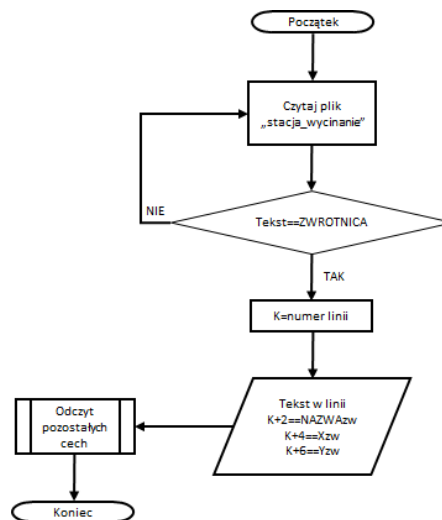 Początek
Czytaj plik
„stacja_wycinanie”
NIE
Tekst==ZWROTNICA
TAK
K=numer linii
Tekst w linii
K+2==NAZWAzw
K+4==Xzw
K+6==Yzw
Odczyt
pozostałych
cech
Koniec